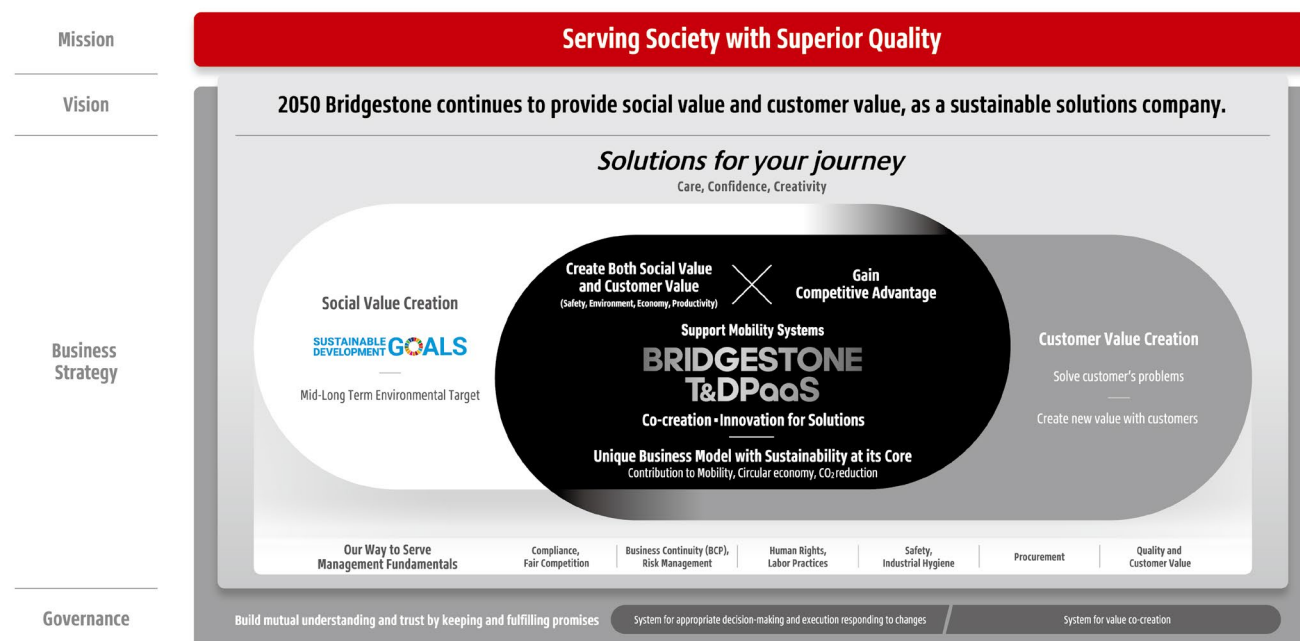 Mission
Serving Society with Superior Quality
Vision
2050 Bridgestone continues to provide social value and customer value, as a sustainable solutions company.
Solutions for your journey
Care, Confidence, Creativity
Business
Strategy
Social Value Creation
SUSTAINABLE
DEVELOPMENT GOALS
Mid-Long Term Environmental Target
Create Both Social Value
and Customer Value
(Safety, Environment, Economy, Productivity)
Gain
Competitive Advantage
Support Mobility Systems
BRIDGESTONE
T&DPaaS
Co-creation▪Innovation for Solutions
Unique Business Model with Sustainability at its Core
Contribution to Mobility, Circular economy, CO₂ reduction
Customer Value Creation
Solve customer's problems
Create new value with customers
Our Way to Serve
Management Fundamentals
Compliance,
Fair Competition
Business Continuity (BCP),
Risk Management
Human Rights,
Labor Practices
Safety,
Industrial Hygiene
Procurement
Quality and
Customer Value
Governance
Build mutual understanding and trust by keeping and fulfilling promises
System for appropriate decision-making and execution responding to changes
System for value co-creation